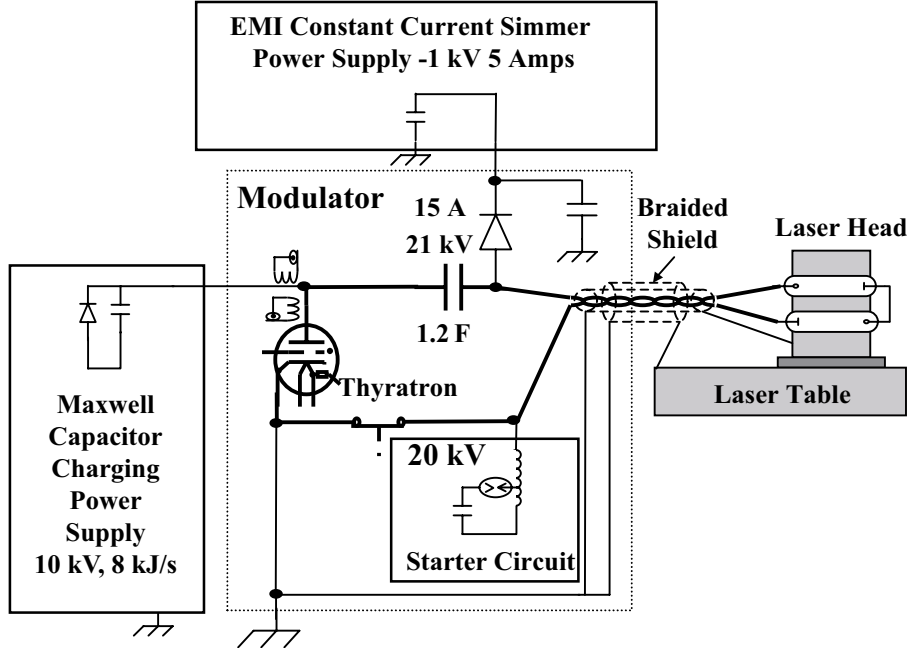 EMI Constant Current Simmer
Power Supply -1 kV 5 Amps
Modulator
15 A
21 kV
1.2 F
Thyratron
Braided
Shield
Laser Head
Laser Table
Maxwell
Capacitor
Charging
Power
Supply
10 kV, 8 kJ/s
20 kV
Starter Circuit